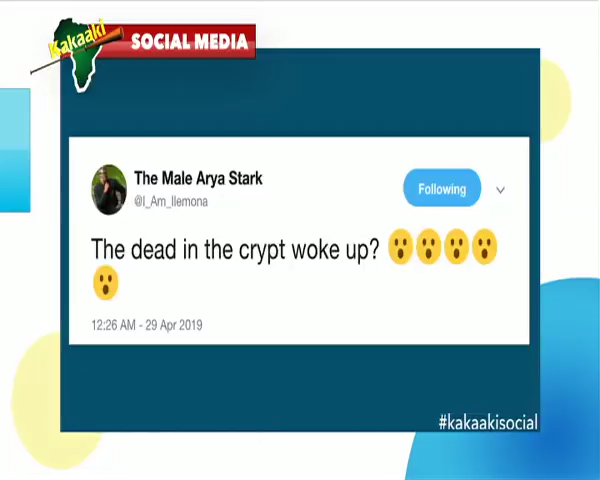 Kakaaki
SOCIAL MEDIA
The Male Arya Stark
@I_Am_Ilemona
Following
The dead in the crypt woke up? 😮😮😮😮
😮
12:26 AM - 29 Apr 2019
#kakaakisocial